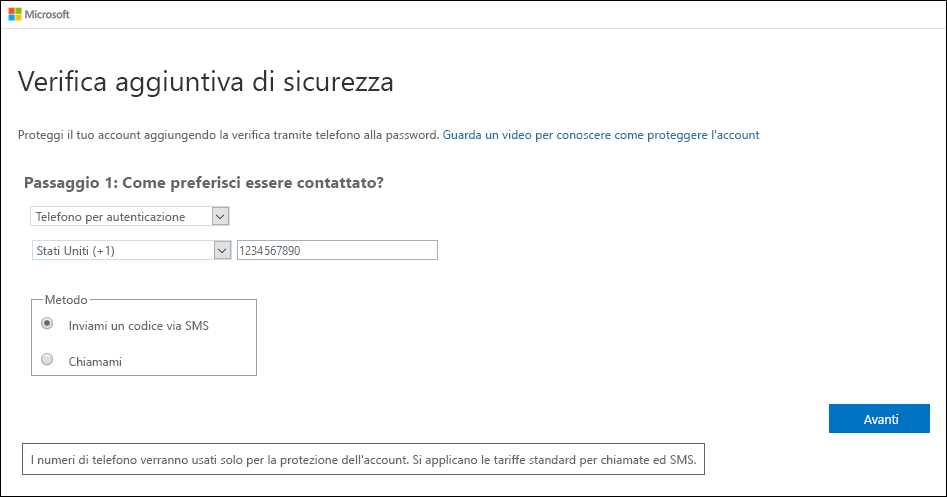 Microsoft
Verifica aggiuntiva di sicurezza
Proteggi il tuo account aggiungendo la verifica tramite telefono alla password. Guarda un video per conoscere come proteggere l'account
Passaggio 1: Come preferisci essere contattato?
Telefono per autenticazione
Stati Uniti (+1) 1234567890
Metodo
Inviami un codice via SMS
Chiamami
Avanti
I numeri di telefono verranno usati solo per la protezione dell'account. Si applicano le tariffe standard per chiamate ed SMS.